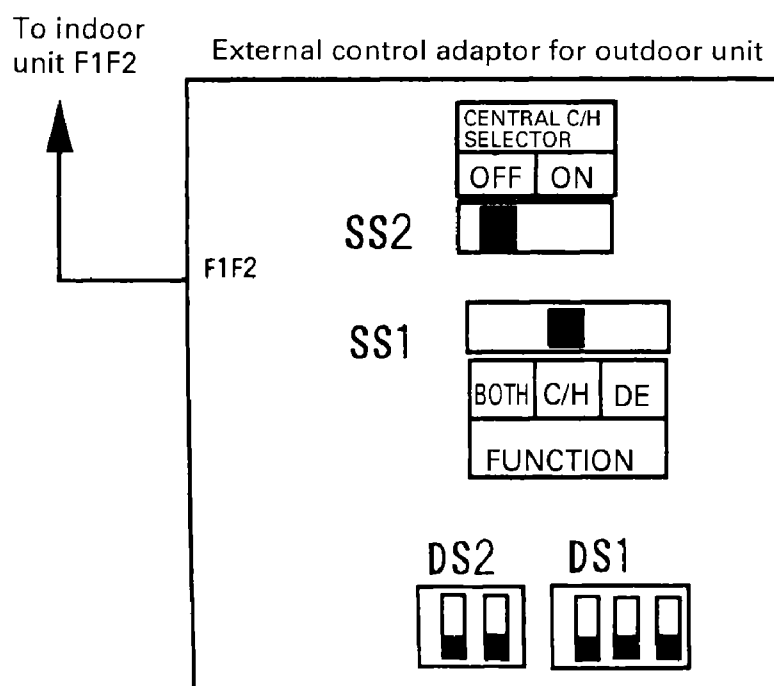 To indoor
unit F1F2
External control adaptor for outdoor unit
CENTRAL C/H
SELECTOR
OFF ON
SS2
F1F2
SS1
BOTH C/H DE
FUNCTION
DS2 DS1